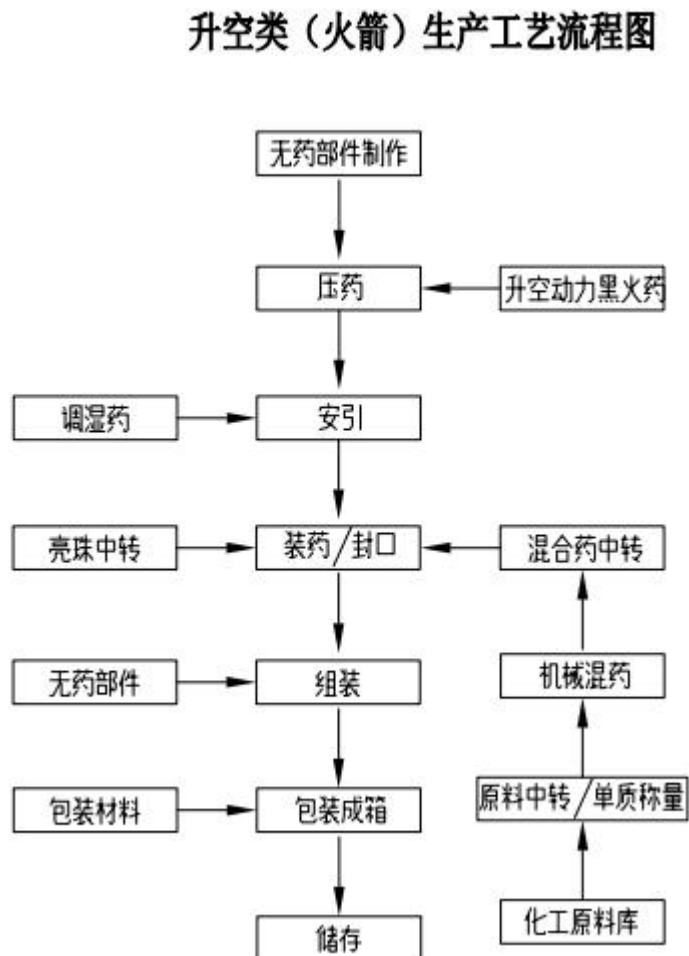 升空类（火箭）生产工艺流程图
无药部件制作
压药
升空动力黑火药
调湿药
安引
亮珠中转
装药/封口
混合药中转
无药部件
组装
机械混药
包装材料
包装成箱
原料中转/单质称量
储存
化工原料库